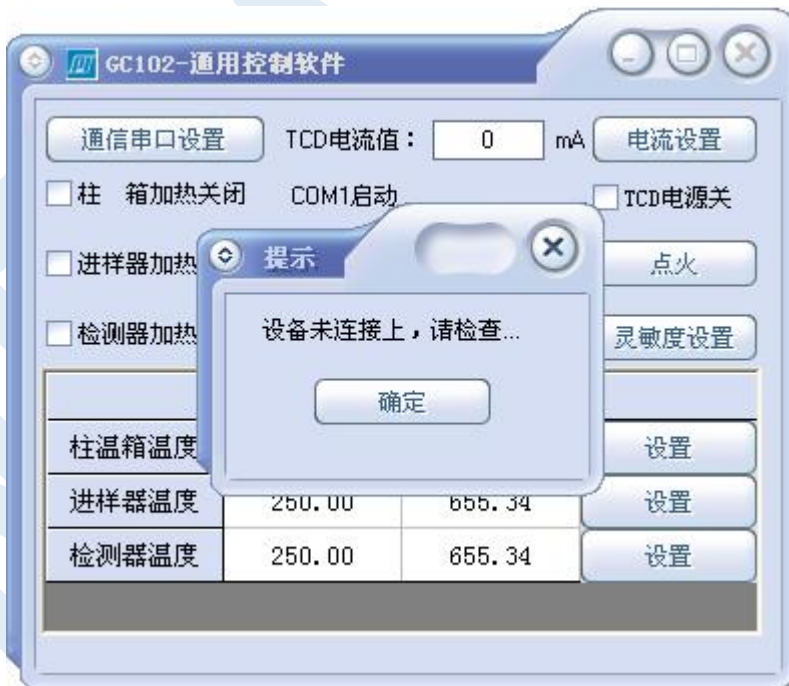 GC102-通用控制软件
通信串口设置 TCD电流值： 0 mA 电流设置
柱 箱加热关闭 COM1启动 TCD电源关
进样器加热 提示 点火
检测器加热 设备未连接上，请检查... 灵敏度设置
确定
柱温箱温度 设置
进样器温度 250.00 655.34 设置
检测器温度 250.00 655.34 设置